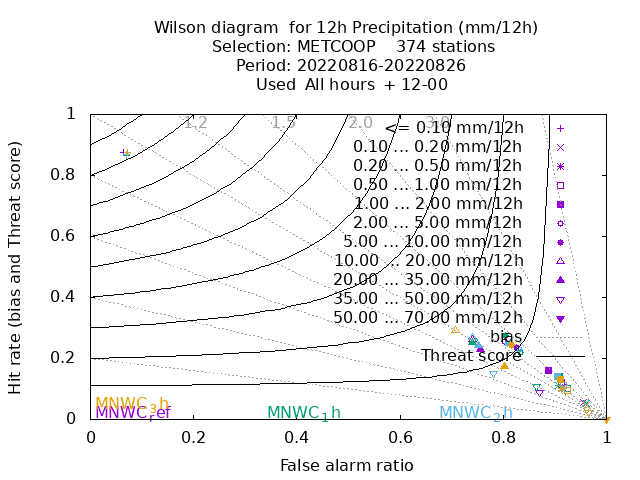 Wilson diagram for 12h Precipitation (mm/12h)
Selection: METCOOP 374 stations
Period: 20220816-20220826
Used All hours + 12-00
Hit rate (bias and Threat score)
1
0.8
0.6
0.4
0.2
0
1.2 1.5 2.0 3.0
<= 0.10 mm/12h
0.10 ... 0.20 mm/12h
0.20 ... 0.50 mm/12h
0.50 ... 1.00 mm/12h
1.00 ... 2.00 mm/12h
2.00 ... 5.00 mm/12h
5.00 ... 10.00 mm/12h
10.00 ... 20.00 mm/12h
20.00 ... 35.00 mm/12h
35.00 ... 50.00 mm/12h
50.00 ... 70.00 mm/12h
bias
Threat score
MNWC3h
MNWCref MNWC1h MNWC2h
0 0.2 0.4 0.6 0.8 1
False alarm ratio